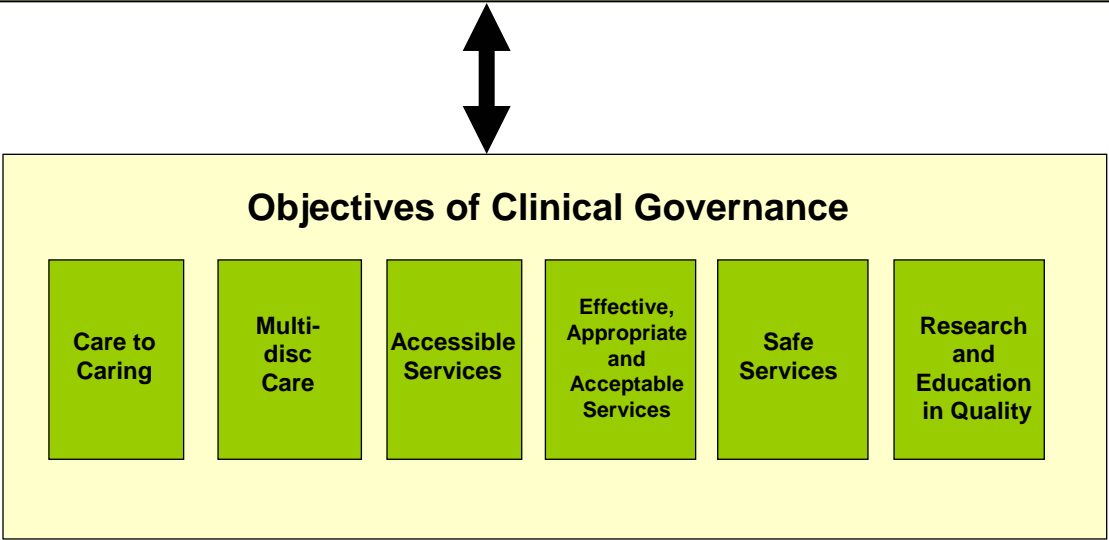 Objectives of Clinical Governance
Care to
Caring
Multi-
disc
Care
Accessible
Services
Effective,
Appropriate
and
Acceptable
Services
Safe
Services
Research
and
Education
in Quality